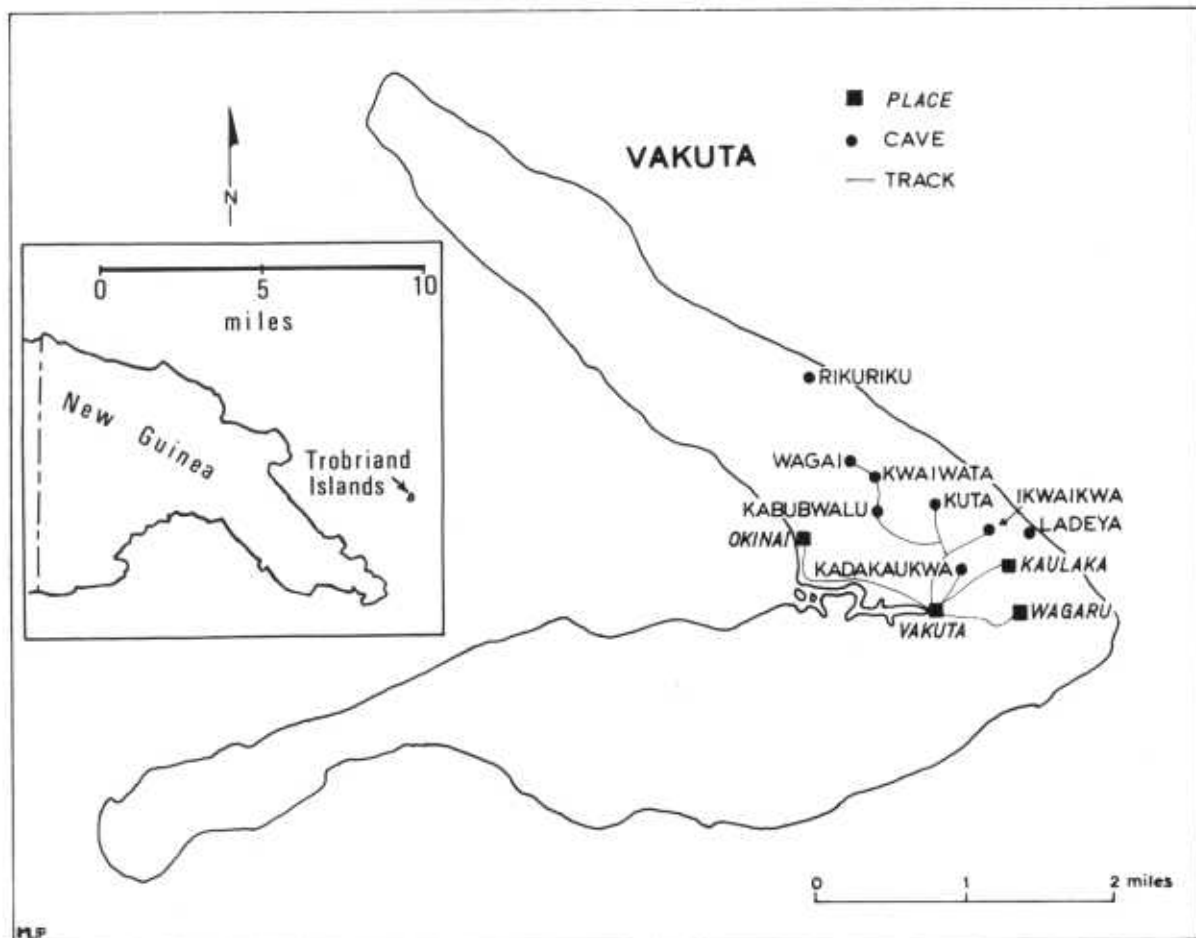 VAKUTA
PLACE
CAVE
TRACK
N
0 5 10
miles
New Guinea
Trobriand
Islands
RIKURIKU
WAGAI
KWAIWATA
KABUBWALU
KUTA
IKWAIKWA
LADEYA
OKINAI
KADAKAUKWA
KAULAKA
VAKUTA
WAGARU
0 1 2 miles